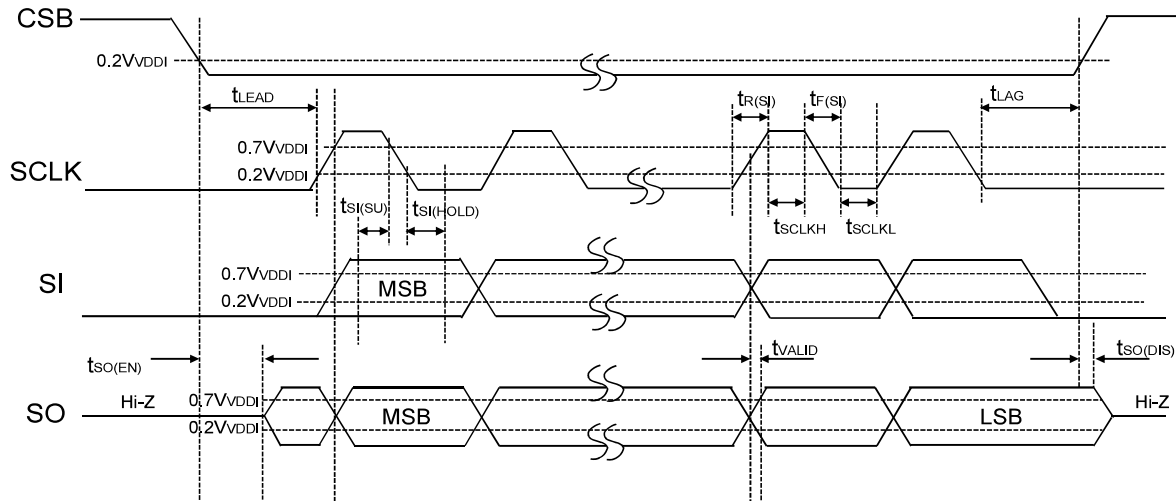 CSB
0.2VVDDI
tLEAD
tR(SI)
tF(SI)
tLAG
SCLK
0.7VVDDI
0.2VVDDI
tSI(SU)
tSI(HOLD)
tSCLKH
tSCLKL
SI
0.7VVDDI
0.2VVDDI
MSB
tSO(EN)
tVALID
tSO(DIS)
SO
Hi-Z
0.7VVDDI
0.2VVDDI
MSB
LSB
Hi-Z